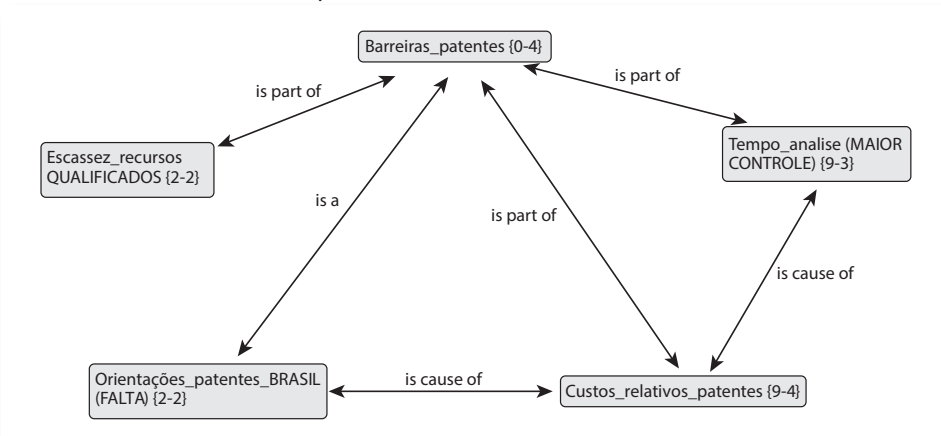 Barreiras_patentes {0-4}
is part of
is part of
Escassez_recursos
QUALIFICADOS {2-2}
Tempo_analise (MAIOR
CONTROLE) {9-3}
is a
is part of
is cause of
Orientações_patentes_BRASIL
(FALTA) {2-2}
is cause of
Custos_relativos_patentes {9-4}